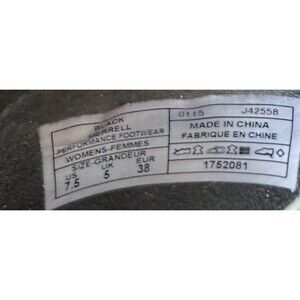 BLACK
MERRELL
PERFORMANCE FOOTWEAR
WOMENS-FEMMES
SIZE-GRANDEUR
US UK EUR
7.5 5 38
0115 J42558
MADE IN CHINA
FABRIQUE EN CHINE
1752081